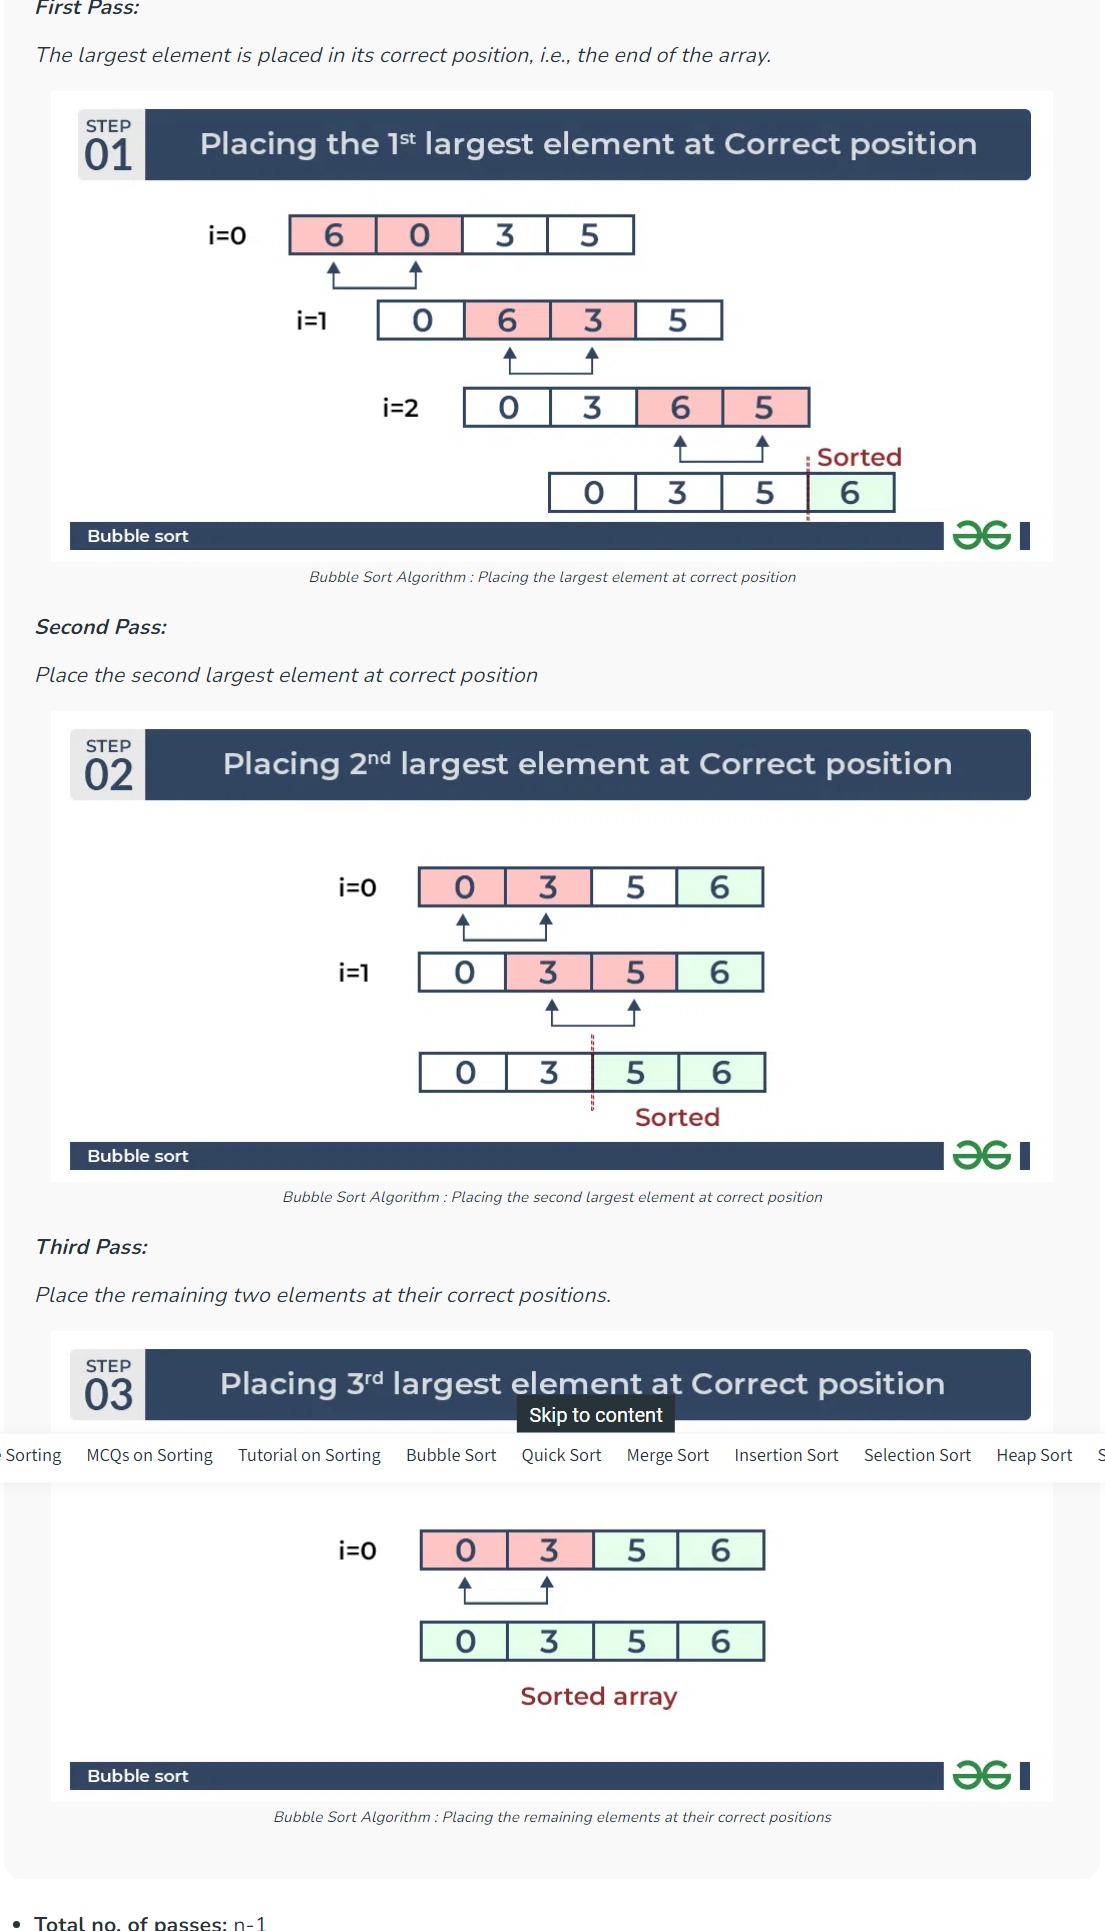 First Pass:
The largest element is placed in its correct position, i.e., the end of the array.
STEP
01
Placing the 1st largest element at Correct position
i=0 6 0 3 5
i=1 0 6 3 5
i=2 0 3 6 5
Sorted
0 3 5 6
Bubble sort
Bubble Sort Algorithm : Placing the largest element at correct position
Second Pass:
Place the second largest element at correct position
STEP
02
Placing 2nd largest element at Correct position
i=0 0 3 5 6
i=1 0 3 5 6
0 3 5 6
Sorted
Bubble sort
Bubble Sort Algorithm : Placing the second largest element at correct position
Third Pass:
Place the remaining two elements at their correct positions.
STEP
03
Placing 3rd largest element at Correct position
Skip to content
Sorting MCQs on Sorting Tutorial on Sorting Bubble Sort Quick Sort Merge Sort Insertion Sort Selection Sort Heap Sort S
i=0 0 3 5 6
0 3 5 6
Sorted array
Bubble sort
Bubble Sort Algorithm : Placing the remaining elements at their correct positions
• Total no. of passes: n-1